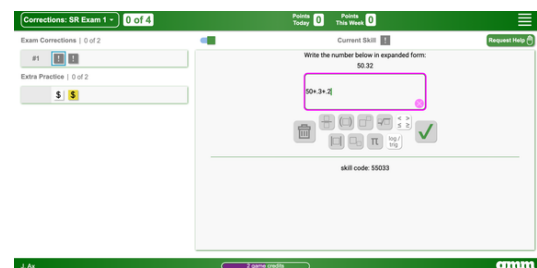 Corrections: SR Exam 1
0 of 4
Points Today 0
Points This Week 0
Exam Corrections | 0 of 2
Current Skill !
Request Help
#1 ! !
Write the number below in expanded form:
50.32
Extra Practice | 0 of 2
$ $
50+.3+.2
< >
≤ ≥
π
log/
trig
skill code: 55033
J. Ax
2 game credits
gmm